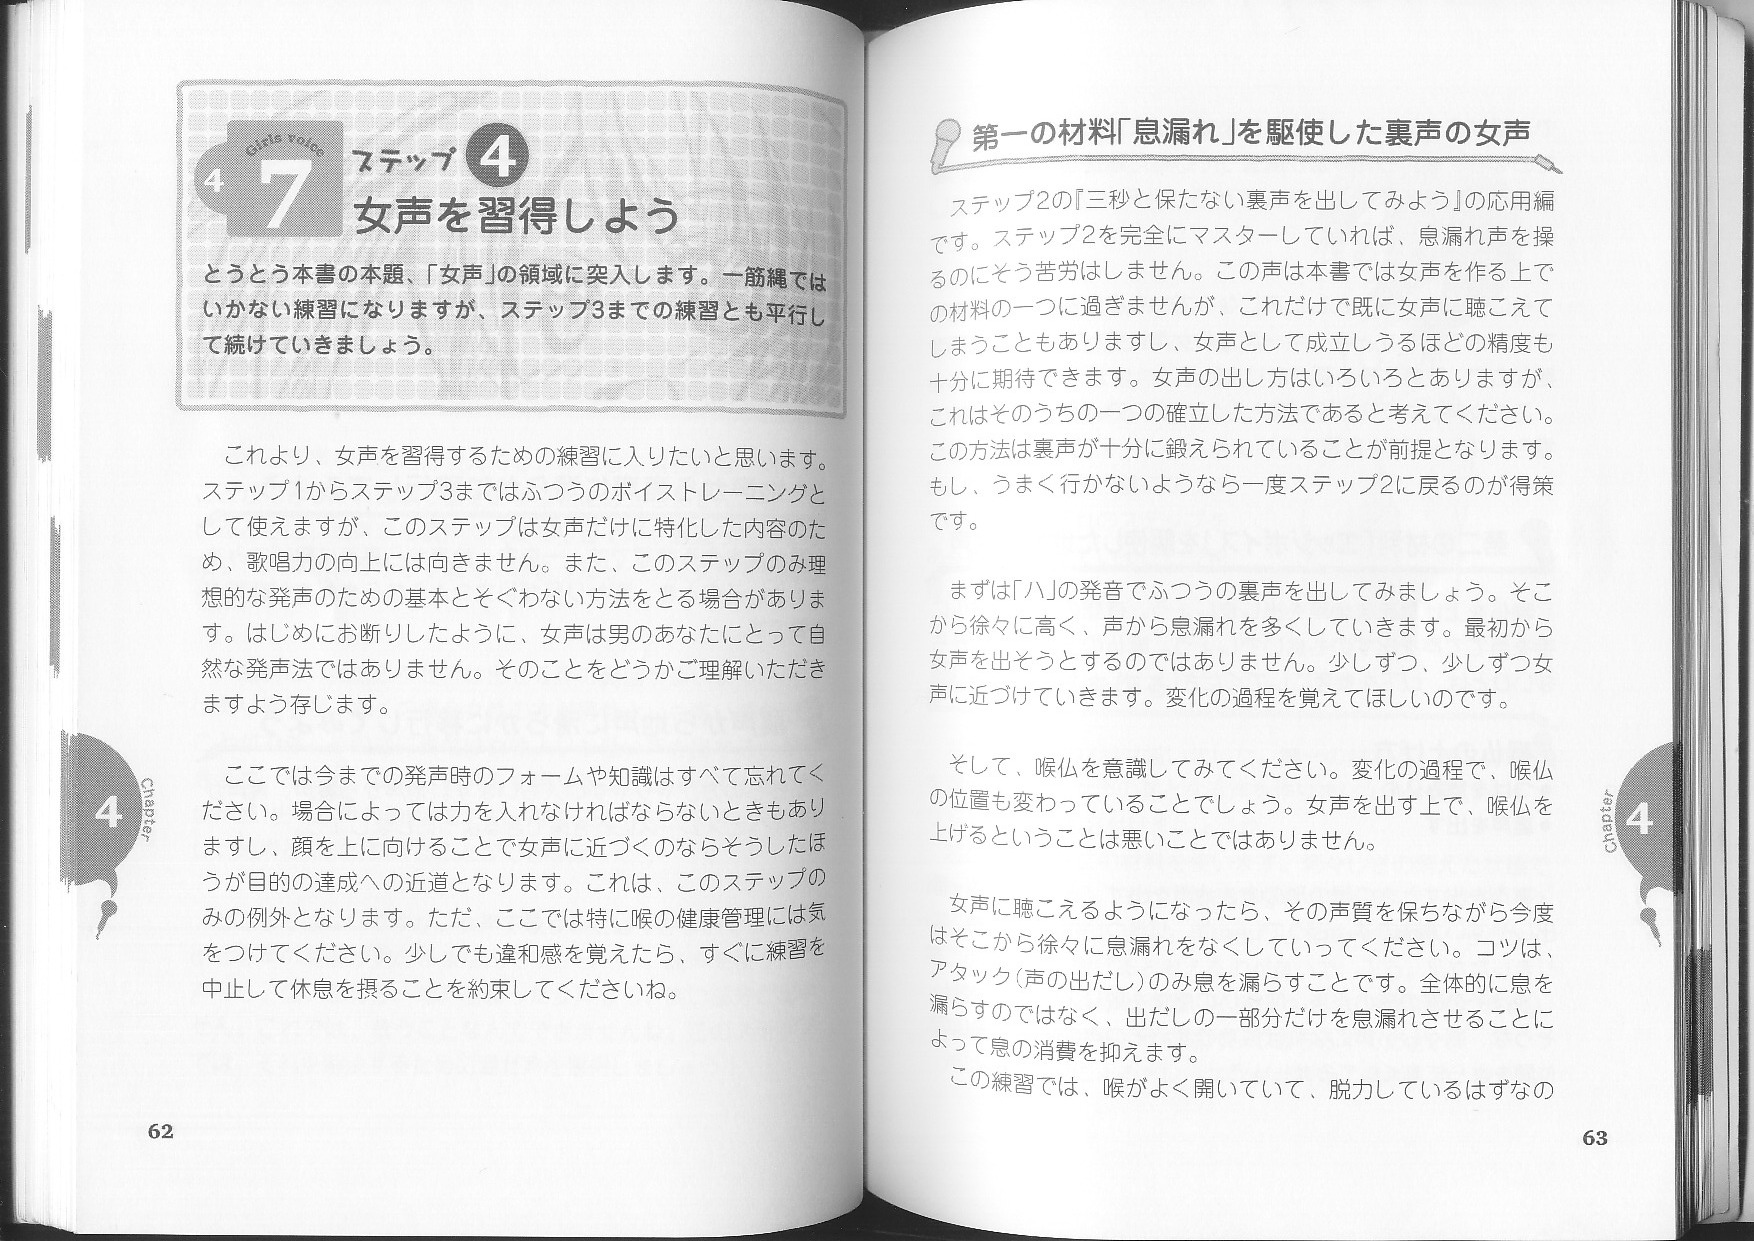 Girls voice
4
7
ステップ 4
女声を習得しよう
とうとう本書の本題、「女声」の領域に突入します。一筋縄では
いかない練習になりますが、ステップ3までの練習とも平行し
て続けていきましょう。
これより、女声を習得するための練習に入りたいと思います。
ステップ1からステップ3まではふつうのボイストレーニングと
して使えますが、このステップは女声だけに特化した内容のた
め、歌唱力の向上には向きません。また、このステップのみ理
想的な発声のための基本とそぐわない方法をとる場合がありま
す。はじめにお断りしたように、女声は男のあなたにとって自
然な発声法ではありません。そのことをどうかご理解いただき
ますよう存じます。
ここでは今までの発声時のフォームや知識はすべて忘れてく
ださい。場合によっては力を入れなければならないときもあり
ますし、顔を上に向けることで女声に近づくのならそうしたほ
うが目的の達成への近道となります。これは、このステップの
みの例外となります。ただ、ここでは特に喉の健康管理には気
をつけてください。少しでも違和感を覚えたら、すぐに練習を
中止して休息を摂ることを約束してくださいね。
4
Chapter
62
第一の材料「息漏れ」を駆使した裏声の女声
ステップ2の『三秒と保たない裏声を出してみよう』の応用編
です。ステップ2を完全にマスターしていれば、息漏れ声を操
るのにそう苦労はしません。この声は本書では女声を作る上で
の材料の一つに過ぎませんが、これだけで既に女声に聴こえて
しまうこともありますし、女声として成立しうるほどの精度も
十分に期待できます。女声の出し方はいろいろとありますが、
これはそのうちの一つの確立した方法であると考えてください。
この方法は裏声が十分に鍛えられていることが前提となります。
もし、うまく行かないようなら一度ステップ2に戻るのが得策
です。
まずは「ハ」の発音でふつうの裏声を出してみましょう。そこ
から徐々に高く、声から息漏れを多くしていきます。最初から
女声を出そうとするのではありません。少しずつ、少しずつ女
声に近づけていきます。変化の過程を覚えてほしいのです。
そして、喉仏を意識してみてください。変化の過程で、喉仏
の位置も変わっていることでしょう。女声を出す上で、喉仏を
上げるということは悪いことではありません。
女声に聴こえるようになったら、その声質を保ちながら今度
はそこから徐々に息漏れをなくしていってください。コツは、
アタック（声の出だし）のみ息を漏らすことです。全体的に息を
漏らすのではなく、出だしの一部分だけを息漏れさせることに
よって息の消費を抑えます。
この練習では、喉がよく開いていて、脱力しているはずなの
Chapter
4
63